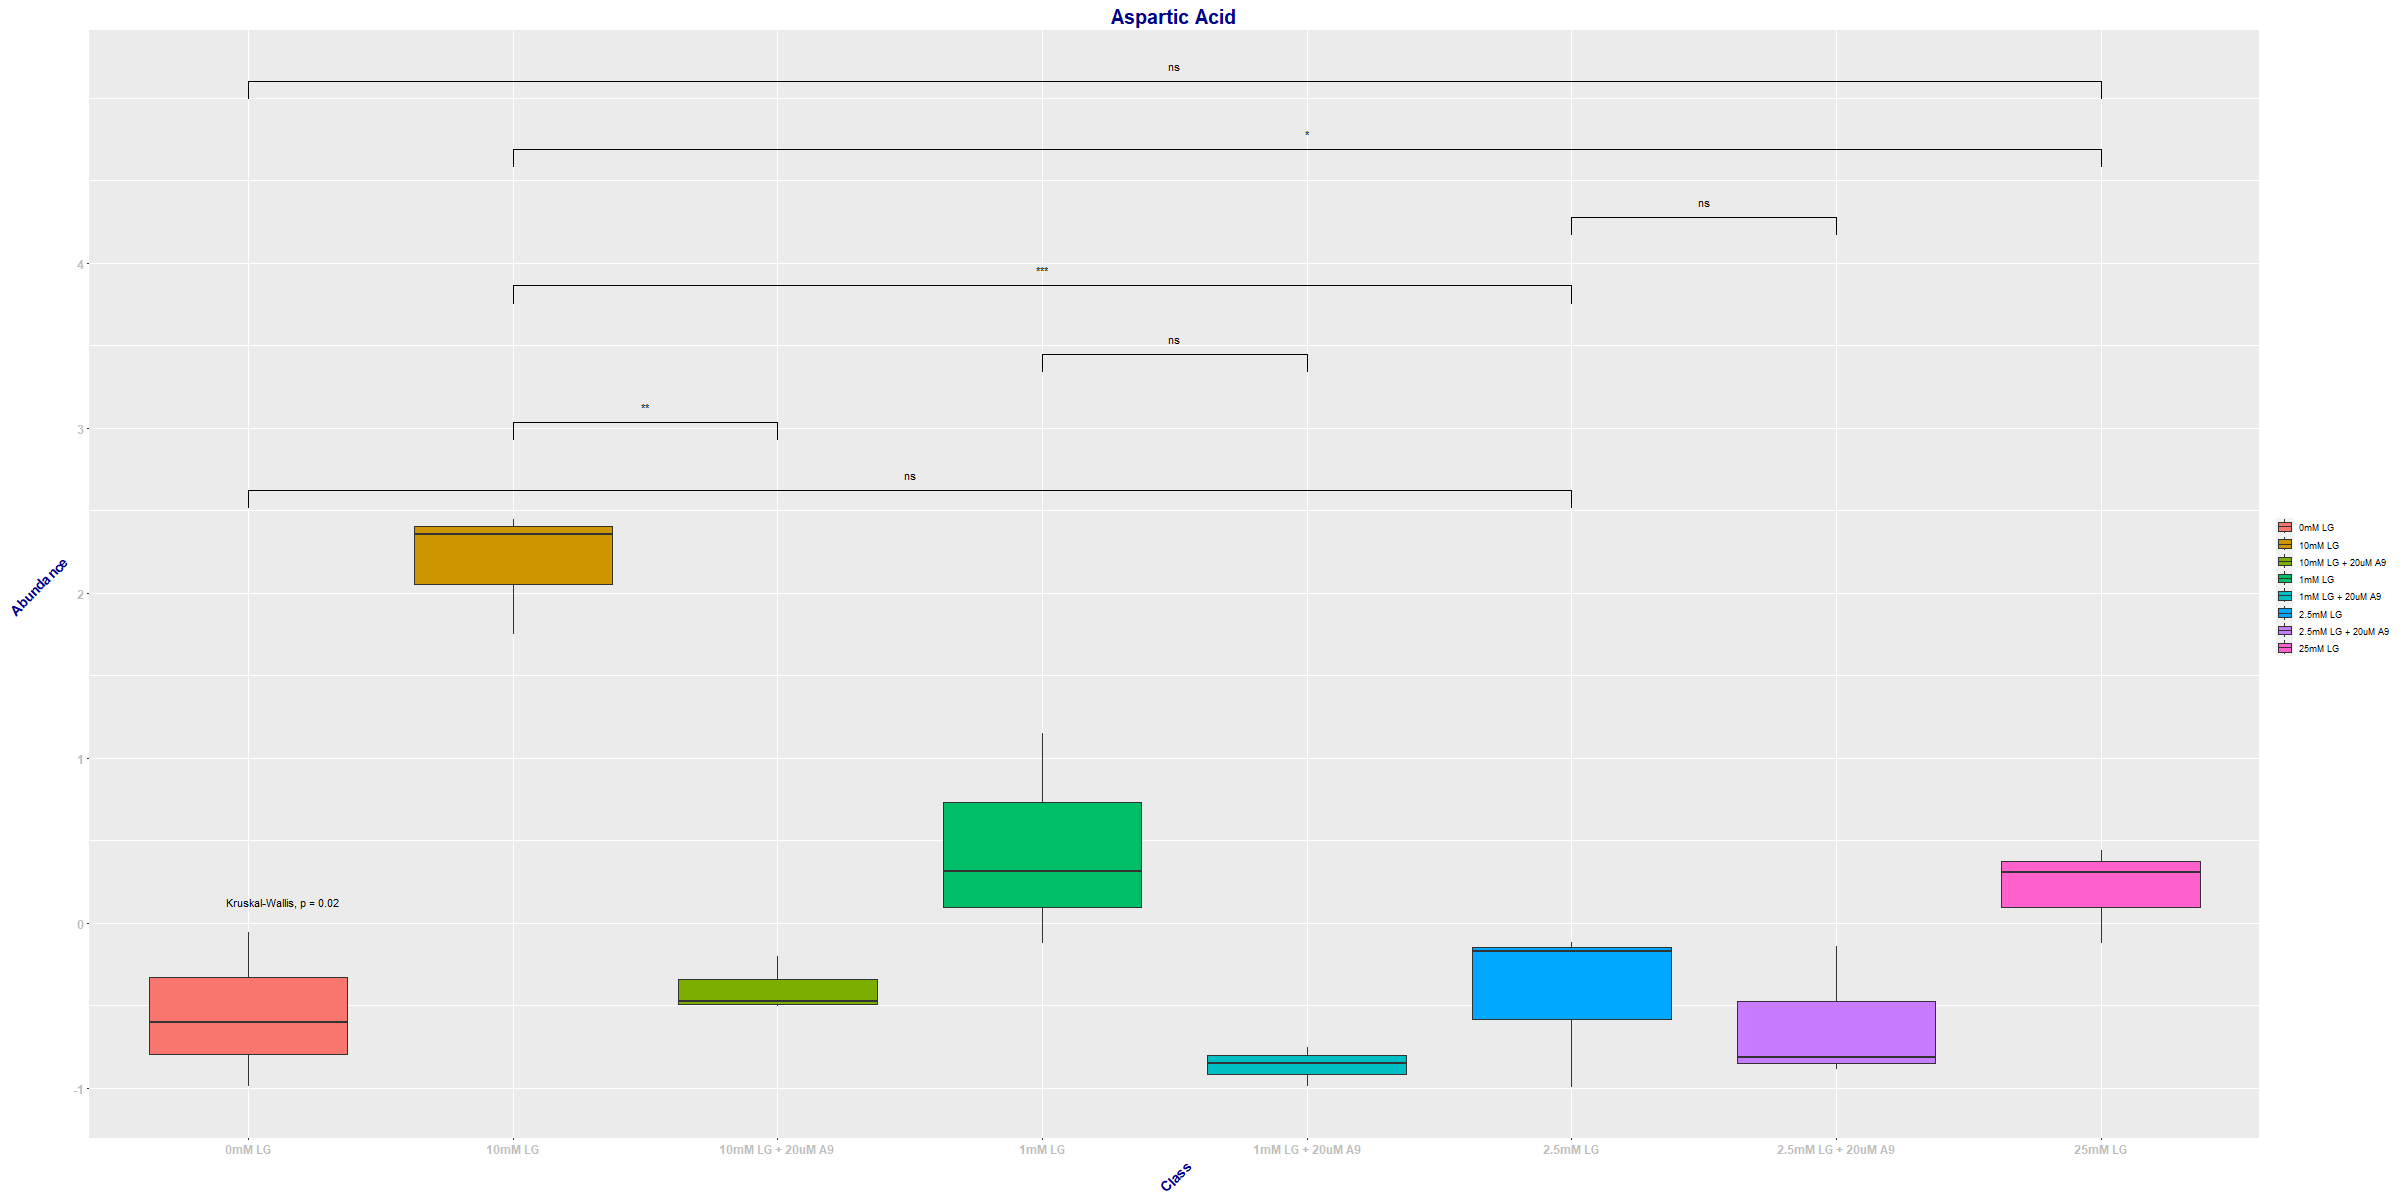 Aspartic Acid
ns
*
ns
***
ns
**
ns
4
3
2
1
0
-1
Abundance
Kruskal-Wallis, p = 0.02
0mM LG
10mM LG
10mM LG + 20uM A9
1mM LG
1mM LG + 20uM A9
2.5mM LG
2.5mM LG + 20uM A9
25mM LG
Class
0mM LG
10mM LG
10mM LG + 20uM A9
1mM LG
1mM LG + 20uM A9
2.5mM LG
2.5mM LG + 20uM A9
25mM LG